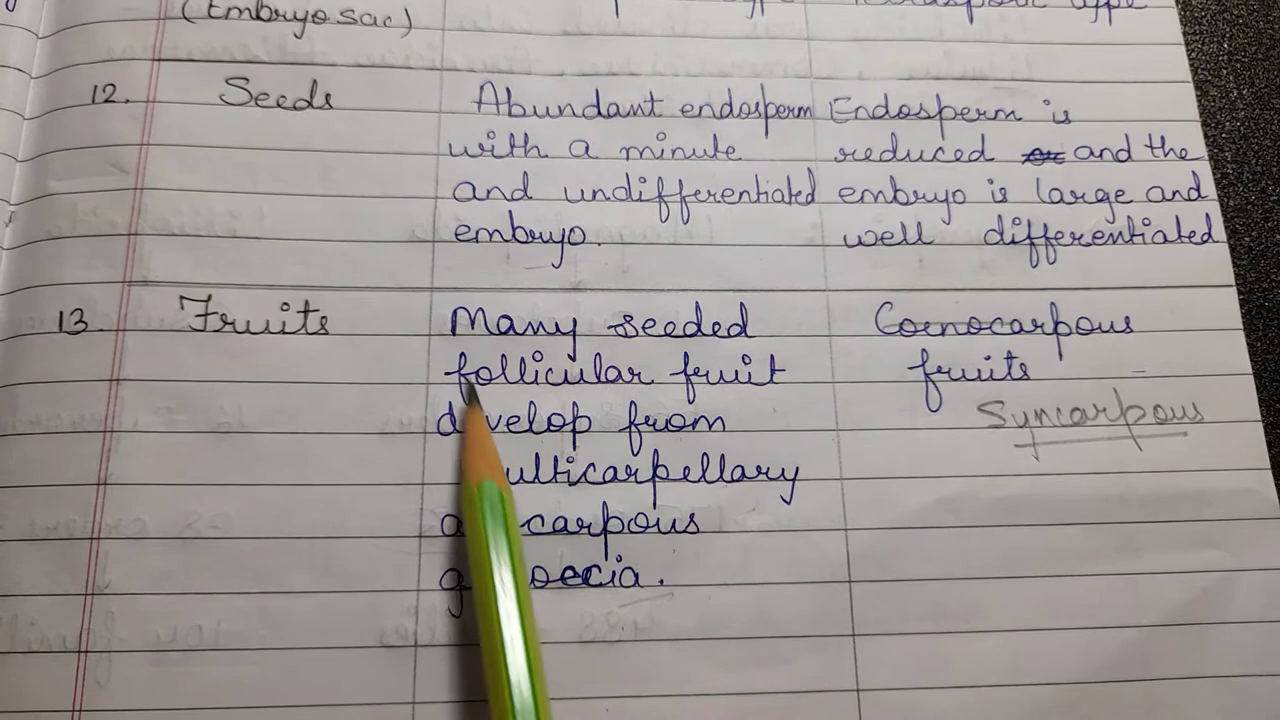 (Embryo sac)
12. Seeds
Abundant endosperm
with a minute
and undifferentiated
embryo.
Endosperm is
reduced and the
embryo is large and
well differentiated
13. Fruits
Many seeded
follicular fruit
develop from
ulticarpellary
carpous
oecia.
Coenocarpous
fruits
Syncarpous